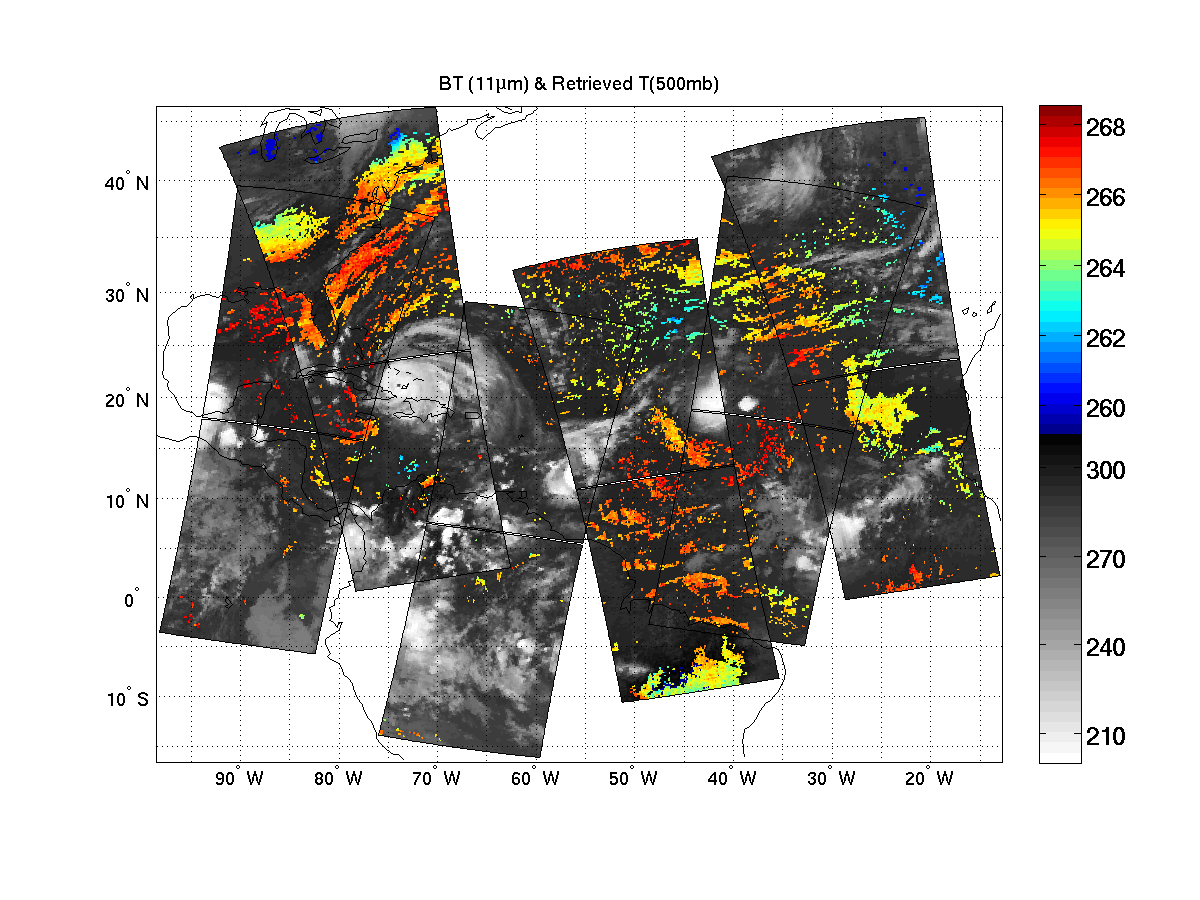 BT (11μm) & Retrieved T(500mb)
40° N
30° N
20° N
10° N
0°
10° S
90° W
80° W
70° W
60° W
50° W
40° W
30° W
20° W
268
266
264
262
260
300
270
240
210